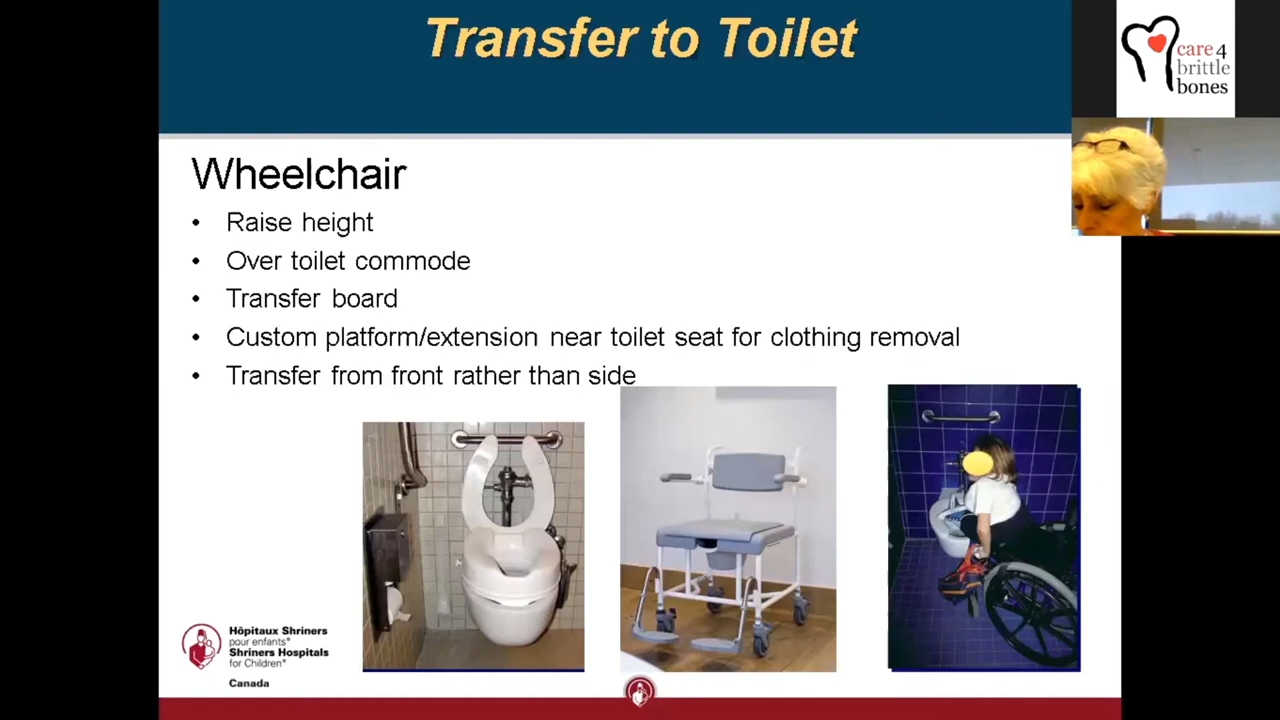 Transfer to Toilet
care 4
brittle
bones
Wheelchair
• Raise height
• Over toilet commode
• Transfer board
• Custom platform/extension near toilet seat for clothing removal
• Transfer from front rather than side
Hôpitaux Shriners
pour enfants®
Shriners Hospitals
for Children®
Canada